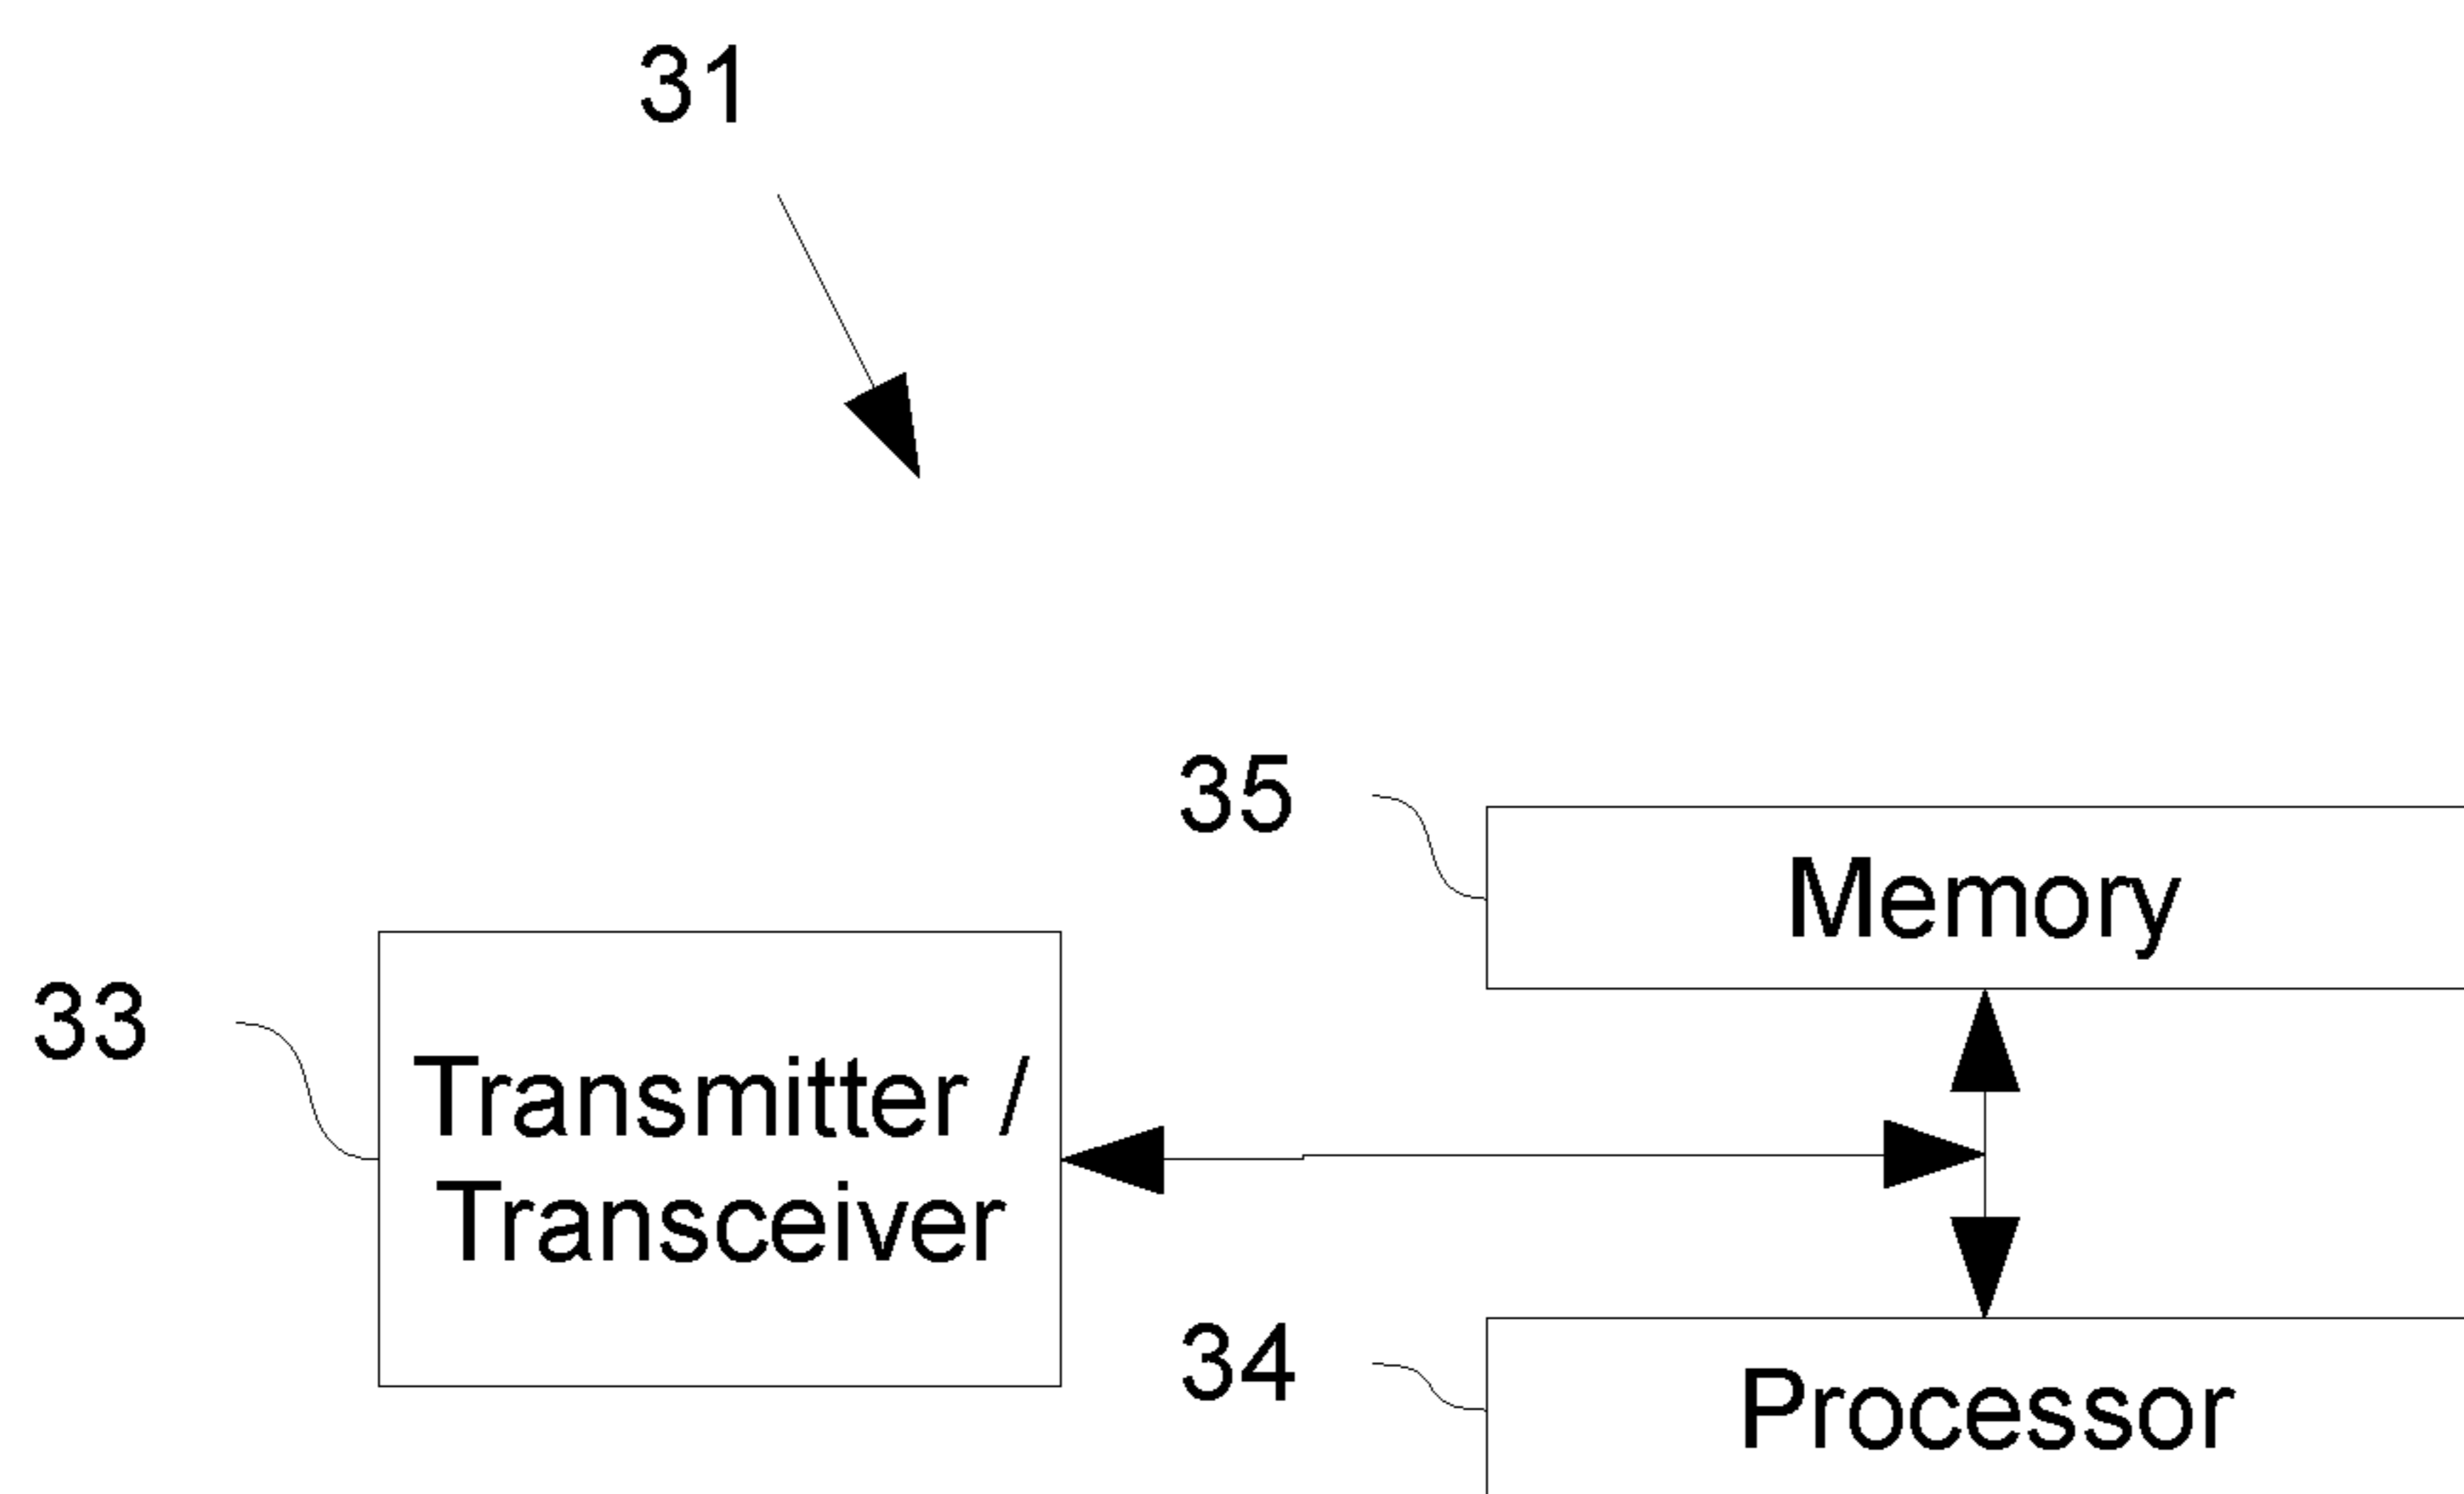 31
35
Memory
33
Transmitter /
Transceiver
34
Processor